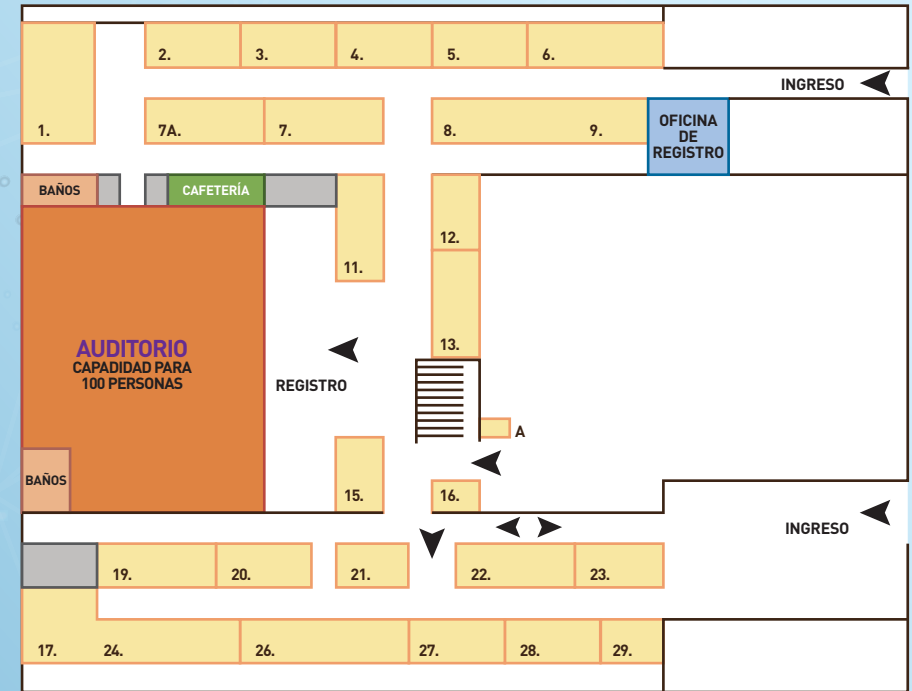 2.
3.
4.
5.
6.
INGRESO
1.
7A.
7.
8.
9.
OFICINA
DE
REGISTRO
BAÑOS
CAFETERÍA
11.
12.
13.
AUDITORIO
CAPADIDAD PARA
100 PERSONAS
REGISTRO
A
BAÑOS
15.
16.
INGRESO
19.
20.
21.
22.
23.
17.
24.
26.
27.
28.
29.